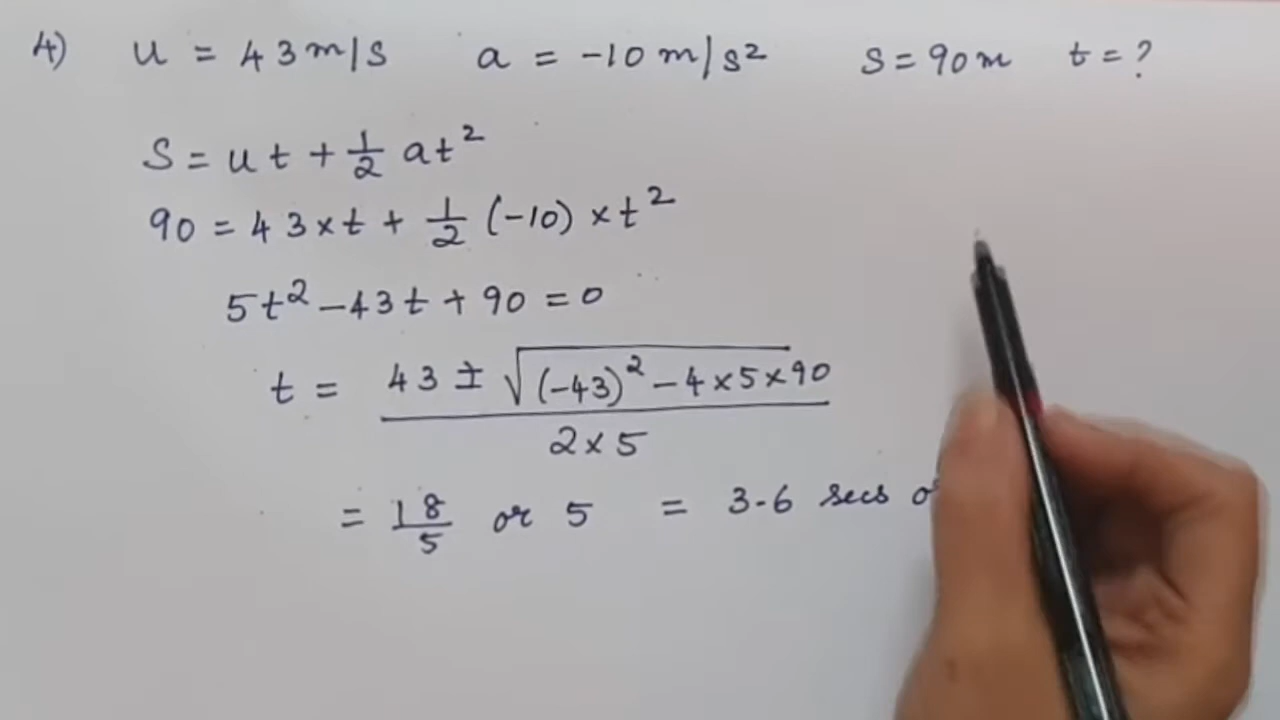 4) u = 43 m/s a = -10 m/s² S = 90 m t = ?
S = ut + 1/2 at²
90 = 43 × t + 1/2 (-10) × t²
5t² - 43t + 90 = 0
t = 43 ± √((-43)² - 4 × 5 × 90) / 2 × 5
= 18/5 or 5 = 3.6 secs